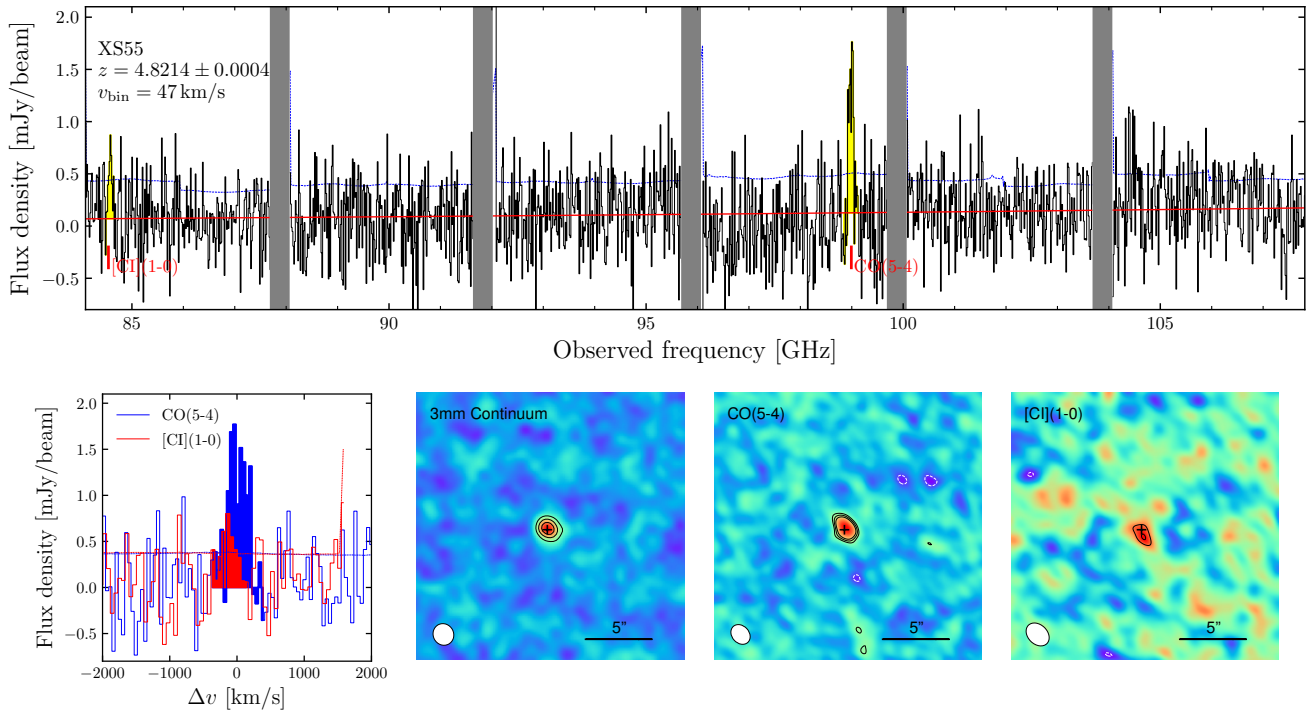 2.0
1.5
1.0
0.5
0.0
−0.5
Flux density [mJy/beam]
XS55
z = 4.8214 ± 0.0004
v_bin = 47 km/s
[CI](1-0)
CO(5-4)
85 90 95 100 105
Observed frequency [GHz]
2.0
1.5
1.0
0.5
0.0
−0.5
Flux density [mJy/beam]
CO(5-4)
[CI](1-0)
−2000 −1000 0 1000 2000
Δv [km/s]
3mm Continuum
5"
CO(5-4)
5"
[CI](1-0)
5"